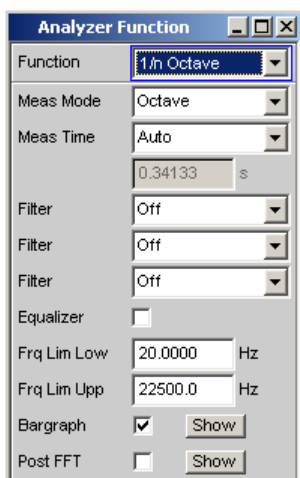 Analyzer Function
Function 1/n Octave
Meas Mode Octave
Meas Time Auto
0.34133 s
Filter Off
Filter Off
Filter Off
Equalizer
Frq Lim Low 20.0000 Hz
Frq Lim Upp 22500.0 Hz
Bargraph Show
Post FFT Show